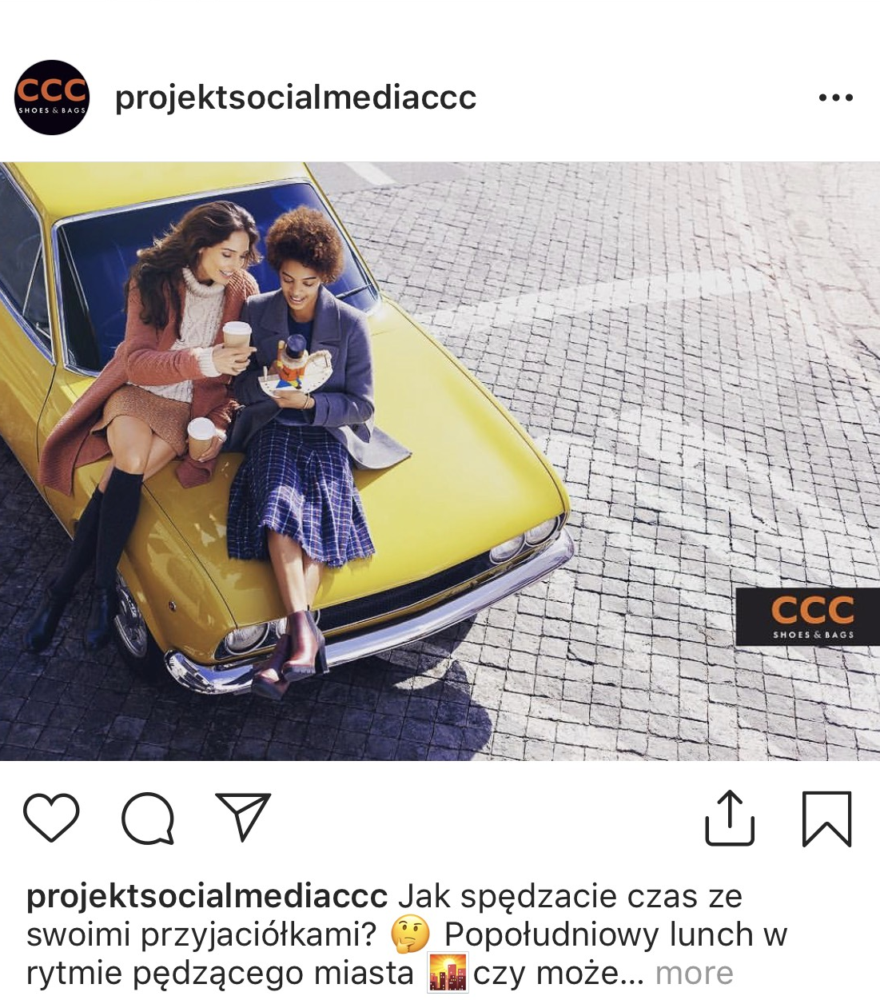 CCC
SHOES & BAGS
projektsocialmediaccc
CCC
SHOES & BAGS
projektsocialmediaccc Jak spędzacie czas ze
swoimi przyjaciółkami? 🤔 Popołudniowy lunch w
rytmie pędzącego miasta 🌇 czy może... more